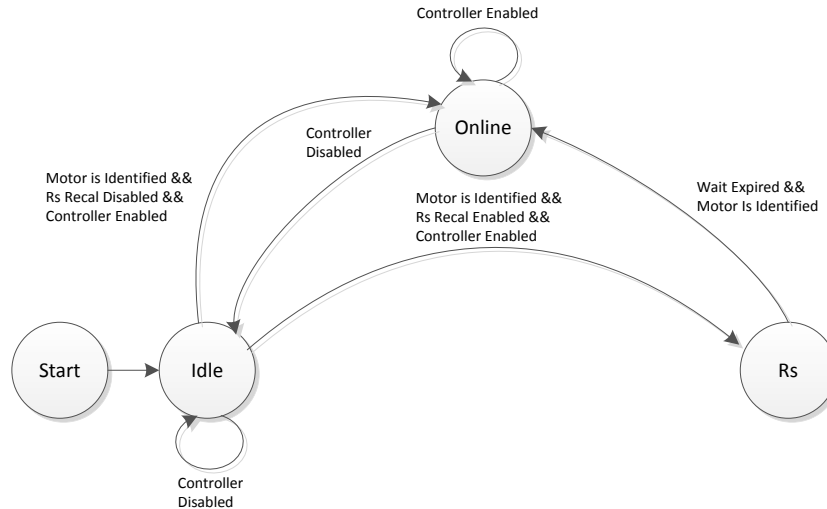 Controller Enabled
Online
Controller
Disabled
Motor is Identified &&
Rs Recal Disabled &&
Controller Enabled
Motor is Identified &&
Rs Recal Enabled &&
Controller Enabled
Wait Expired &&
Motor Is Identified
Start
Idle
Rs
Controller
Disabled